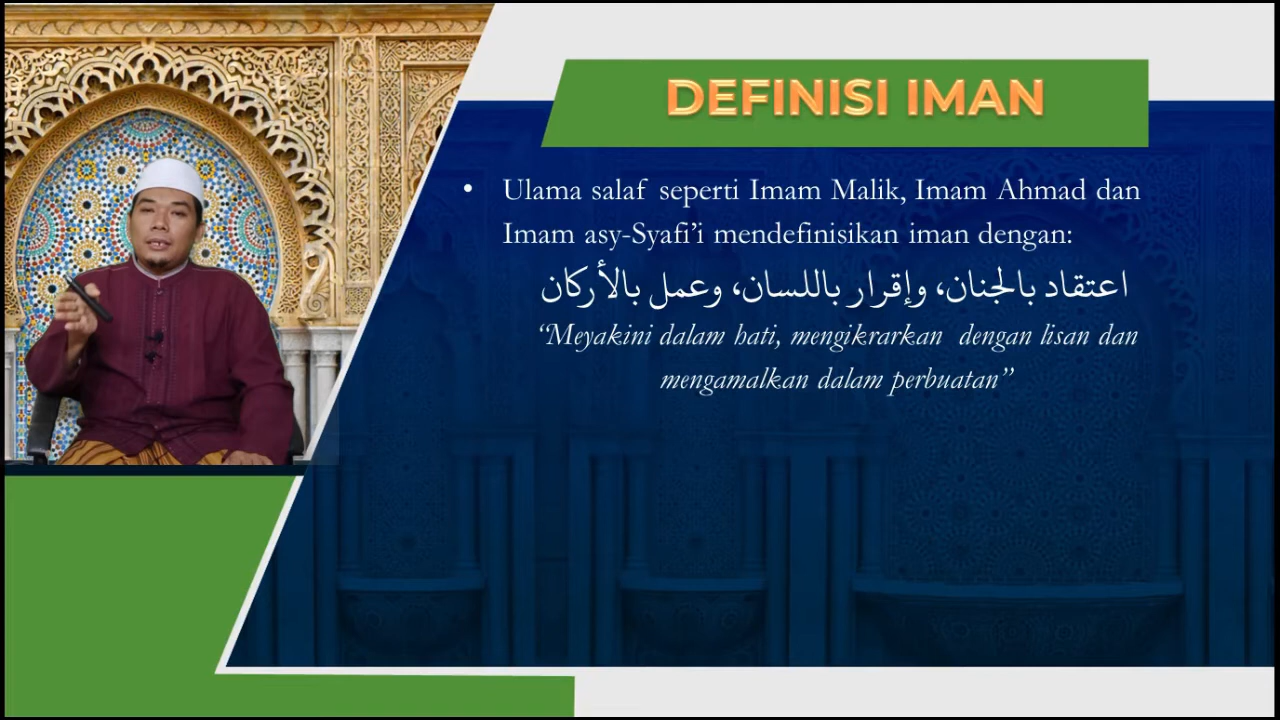 DEFINISI IMAN
• Ulama salaf seperti Imam Malik, Imam Ahmad dan
Imam asy-Syafi’i mendefinisikan iman dengan:
اعتقاد بالجنان، وإقرار باللسان، وعمل بالأركان
“Meyakini dalam hati, mengikrarkan dengan lisan dan
mengamalkan dalam perbuatan”